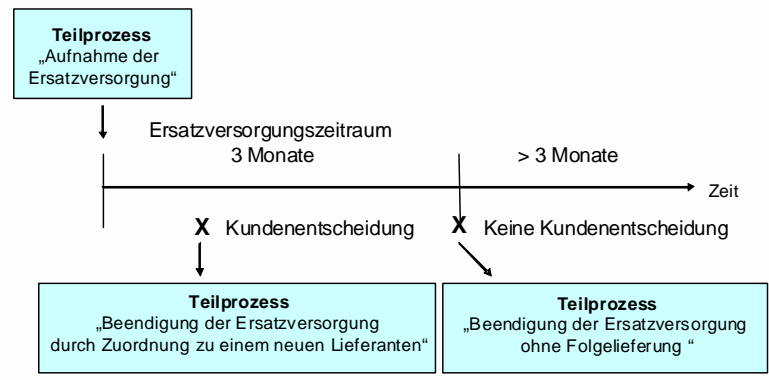 Teilprozess
„Aufnahme der
Ersatzversorgung“
Ersatzversorgungszeitraum
3 Monate
> 3 Monate
Zeit
X Kundenentscheidung
X Keine Kundenentscheidung
Teilprozess
„Beendigung der Ersatzversorgung
durch Zuordnung zu einem neuen Lieferanten“
Teilprozess
„Beendigung der Ersatzversorgung
ohne Folgelieferung “